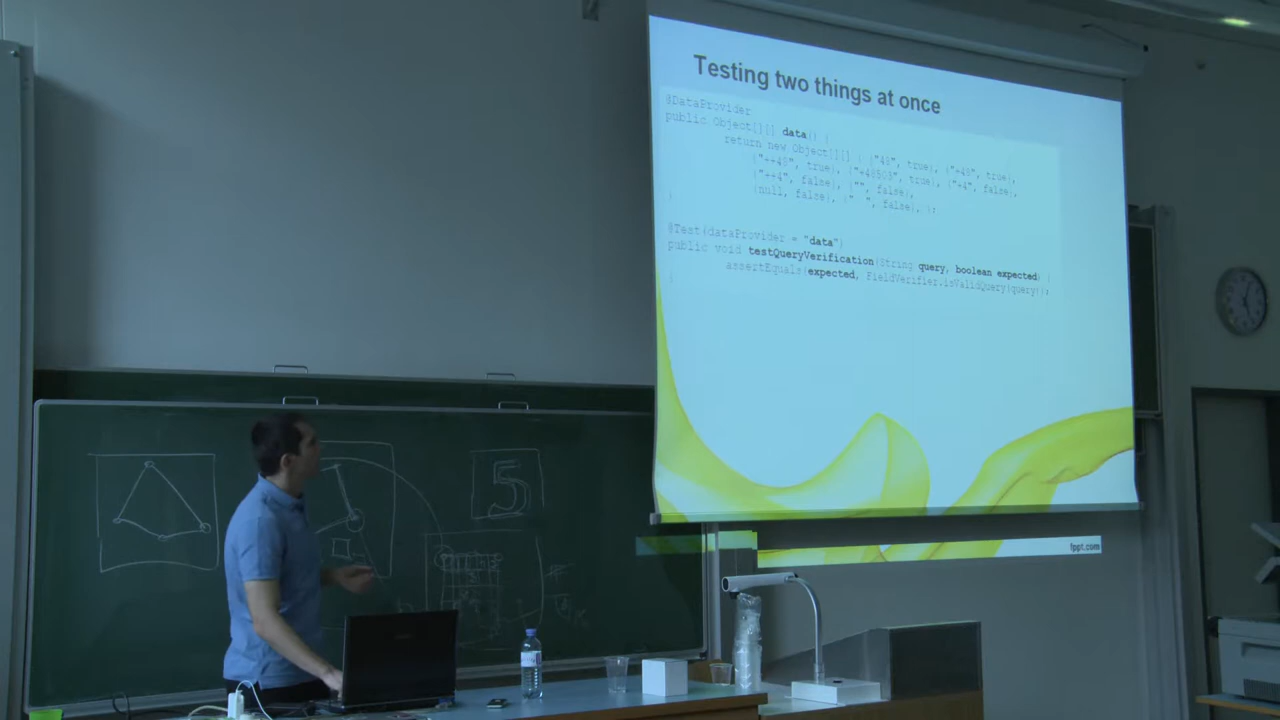 Testing two things at once
@DataProvider
public Object[][] data() {
return new Object[][] { {"48", true}, {"+48", true},
{"++48", true}, {"+48503", true}, {"+4", false},
{"++4", false}, {"", false},
{null, false}, {"  ", false}, };
}
@Test(dataProvider = "data")
public void testQueryVerification(String query, boolean expected) {
assertEquals(expected, FieldVerifier.isValidQuery(query));
}
fppt.com
5